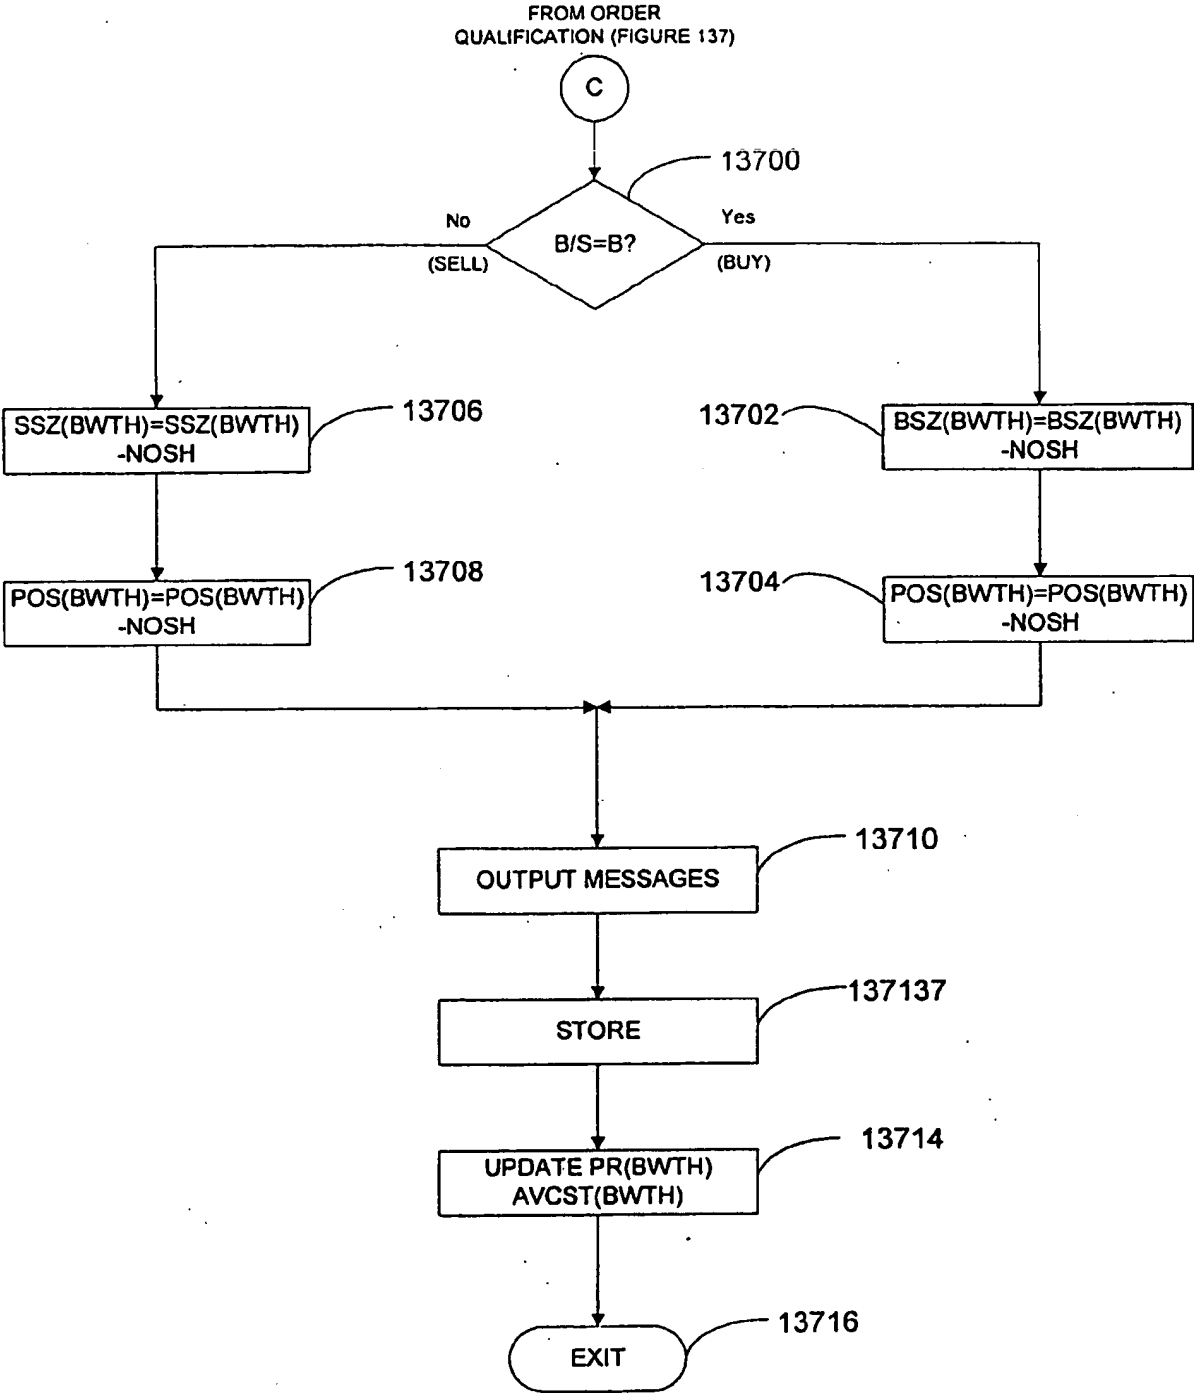 FROM ORDER
QUALIFICATION (FIGURE 137)
C
13700
No
Yes
B/S=B?
(SELL)
(BUY)
SSZ(BWTH)=SSZ(BWTH)
-NOSH
13706
13702
BSZ(BWTH)=BSZ(BWTH)
-NOSH
POS(BWTH)=POS(BWTH)
-NOSH
13708
13704
POS(BWTH)=POS(BWTH)
-NOSH
13710
OUTPUT MESSAGES
137137
STORE
13714
UPDATE PR(BWTH)
AVCST(BWTH)
13716
EXIT